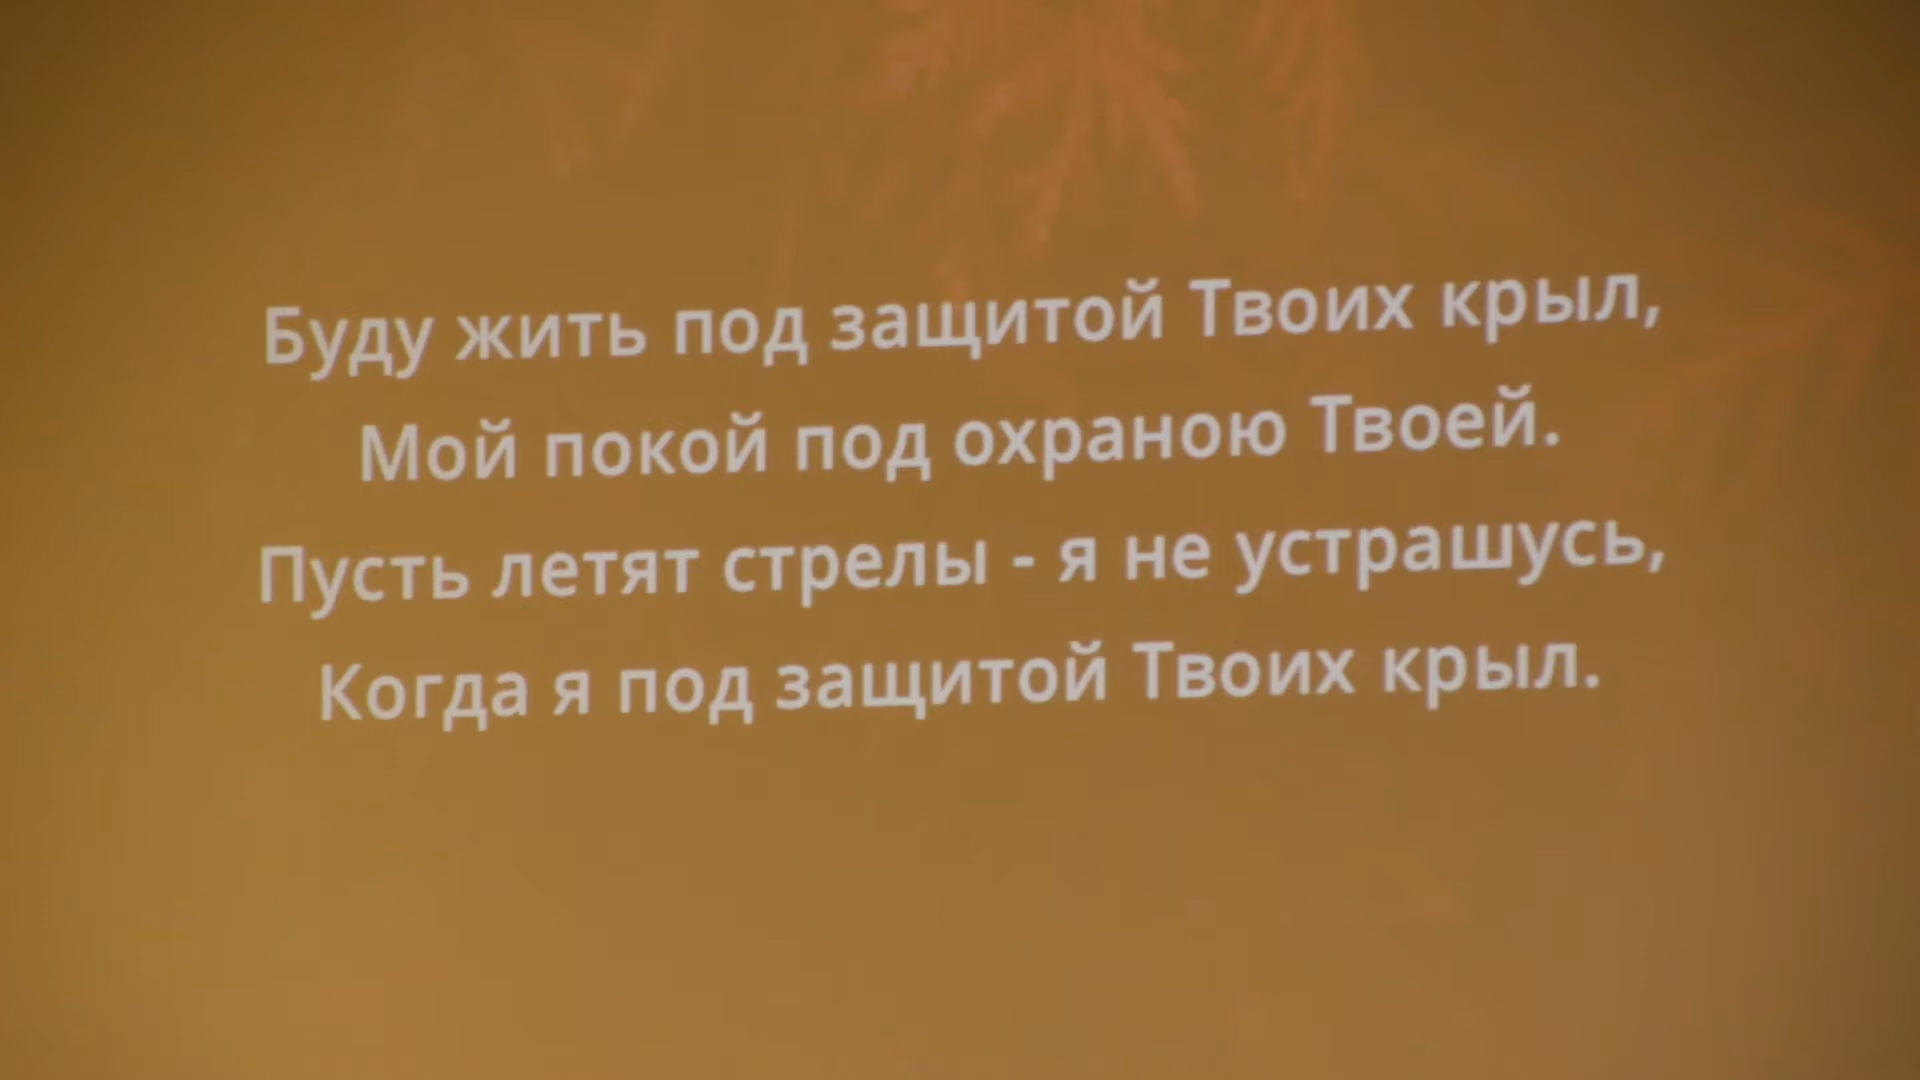 Буду жить под защитой Твоих крыл,
Мой покой под охраною Твоей.
Пусть летят стрелы - я не устрашусь,
Когда я под защитой Твоих крыл.